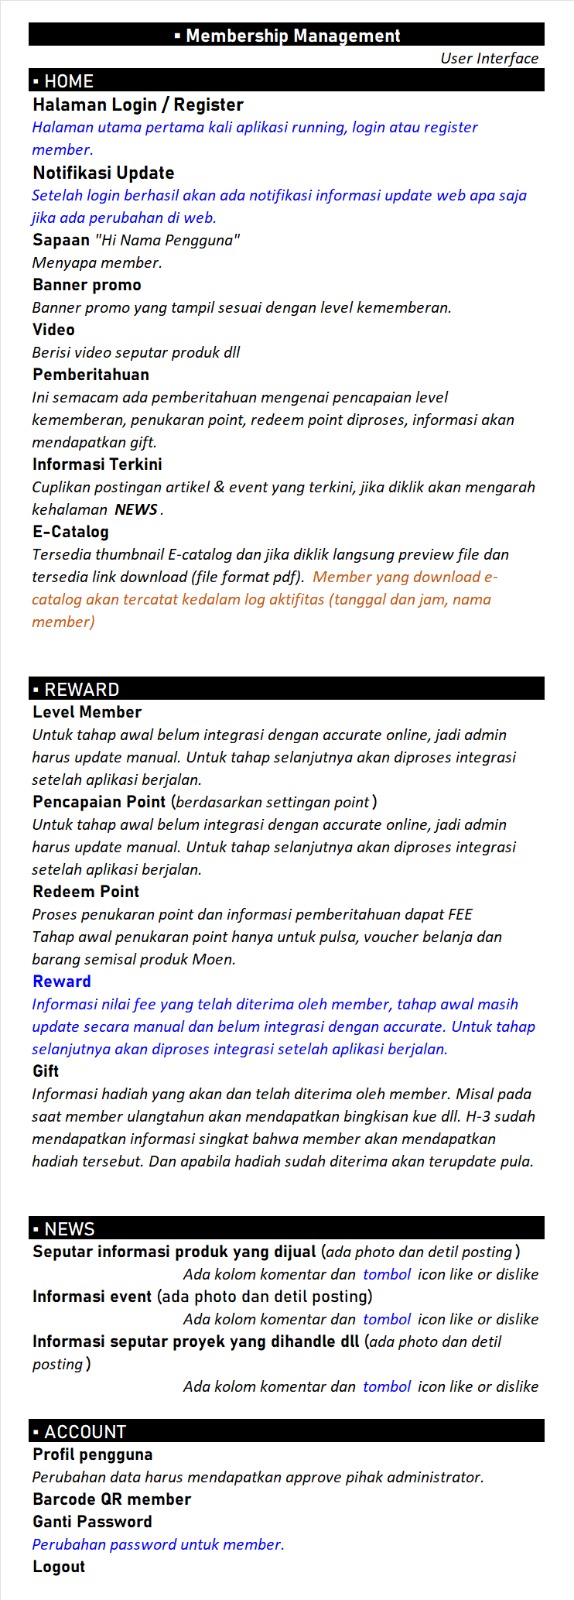 ▪ Membership Management
User Interface
▪ HOME
Halaman Login / Register
Halaman utama pertama kali aplikasi running, login atau register
member.
Notifikasi Update
Setelah login berhasil akan ada notifikasi informasi update web apa saja
jika ada perubahan di web.
Sapaan "Hi Nama Pengguna"
Menyapa member.
Banner promo
Banner promo yang tampil sesuai dengan level kememberan.
Video
Berisi video seputar produk dll
Pemberitahuan
Ini semacam ada pemberitahuan mengenai pencapaian level
kememberan, penukaran point, redeem point diproses, informasi akan
mendapatkan gift.
Informasi Terkini
Cuplikan postingan artikel & event yang terkini, jika diklik akan mengarah
kehalaman NEWS.
E-Catalog
Tersedia thumbnail E-catalog dan jika diklik langsung preview file dan
tersedia link download (file format pdf). Member yang download e-
catalog akan tercatat kedalam log aktifitas (tanggal dan jam, nama
member)
▪ REWARD
Level Member
Untuk tahap awal belum integrasi dengan accurate online, jadi admin
harus update manual. Untuk tahap selanjutnya akan diproses integrasi
setelah aplikasi berjalan.
Pencapaian Point (berdasarkan settingan point)
Untuk tahap awal belum integrasi dengan accurate online, jadi admin
harus update manual. Untuk tahap selanjutnya akan diproses integrasi
setelah aplikasi berjalan.
Redeem Point
Proses penukaran point dan informasi pemberitahuan dapat FEE
Tahap awal penukaran point hanya untuk pulsa, voucher belanja dan
barang semisal produk Moen.
Reward
Informasi nilai fee yang telah diterima oleh member, tahap awal masih
update secara manual dan belum integrasi dengan accurate. Untuk tahap
selanjutnya akan diproses integrasi setelah aplikasi berjalan.
Gift
Informasi hadiah yang akan dan telah diterima oleh member. Misal pada
saat member ulangtahun akan mendapatkan bingkisan kue dll. H-3 sudah
mendapatkan informasi singkat bahwa member akan mendapatkan
hadiah tersebut. Dan apabila hadiah sudah diterima akan terupdate pula.
▪ NEWS
Seputar informasi produk yang dijual (ada photo dan detil posting)
Ada kolom komentar dan tombol icon like or dislike
Informasi event (ada photo dan detil posting)
Ada kolom komentar dan tombol icon like or dislike
Informasi seputar proyek yang dihandle dll (ada photo dan detil
posting)
Ada kolom komentar dan tombol icon like or dislike
▪ ACCOUNT
Profil pengguna
Perubahan data harus mendapatkan approve pihak administrator.
Barcode QR member
Ganti Password
Perubahan password untuk member.
Logout